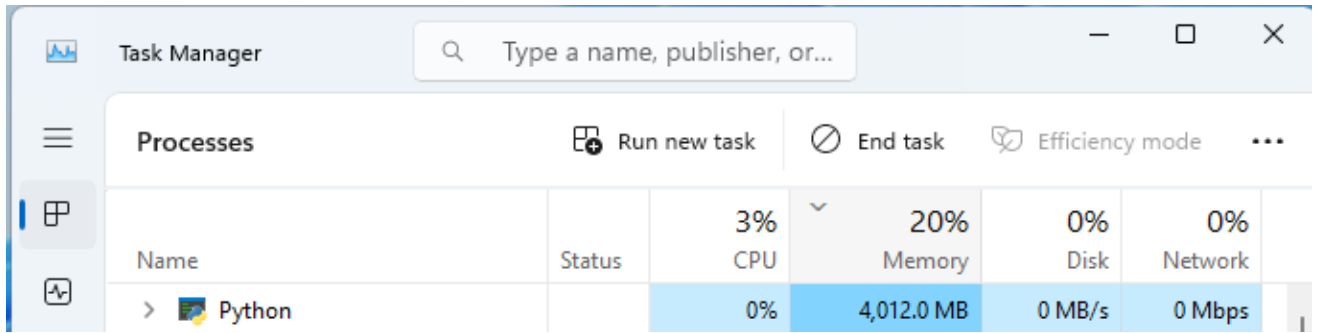 Task Manager
Type a name, publisher, or...
Processes
Run new task
End task
Efficiency mode
3% 20% 0% 0%
Name Status CPU Memory Disk Network
Python 0% 4,012.0 MB 0 MB/s 0 Mbps